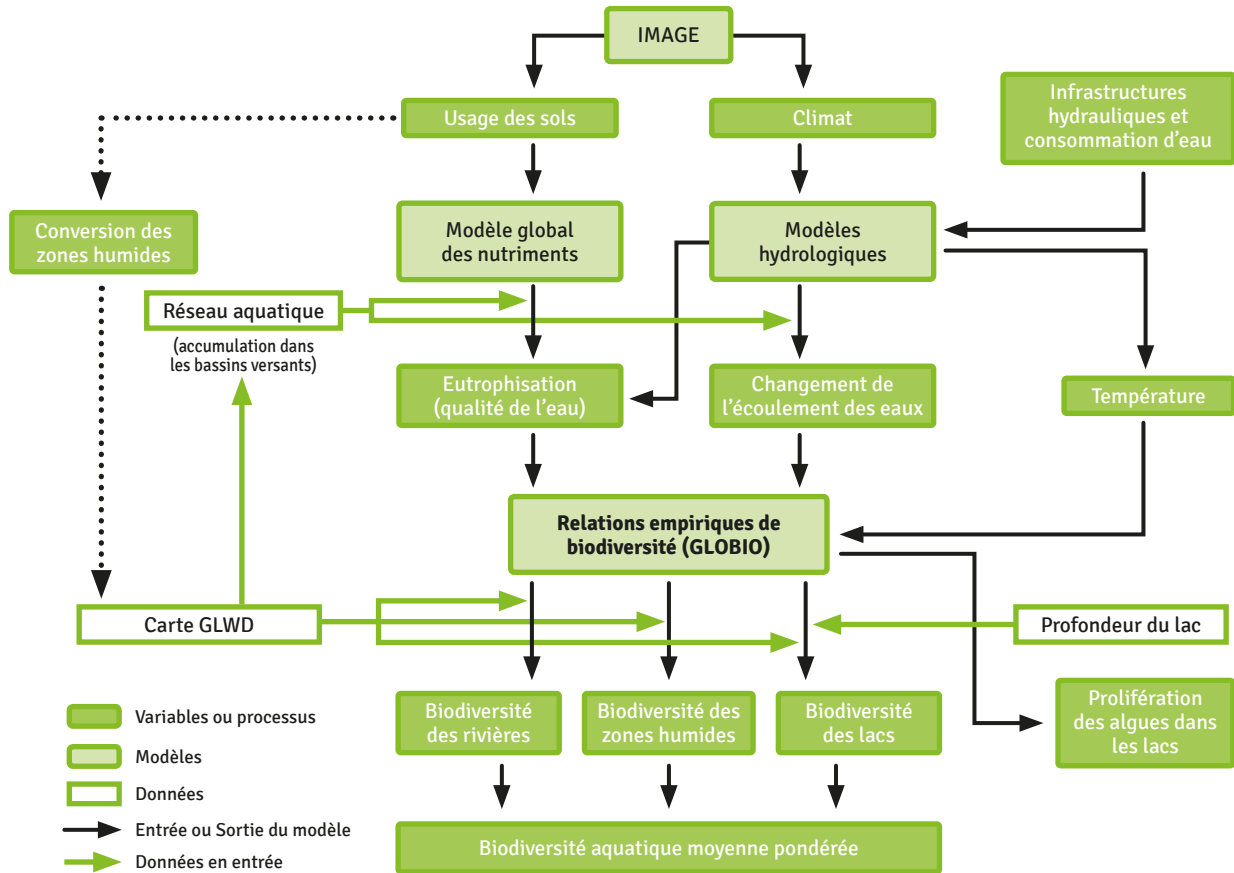 IMAGE
Usage des sols
Climat
Infrastructures
hydrauliques et
consommation d'eau
Conversion des
zones humides
Modèle global
des nutriments
Modèles
hydrologiques
Réseau aquatique
(accumulation dans
les bassins versants)
Eutrophisation
(qualité de l'eau)
Changement de
l'écoulement des eaux
Température
Relations empiriques de
biodiversité (GLOBIO)
Carte GLWD
Profondeur du lac
Biodiversité
des rivières
Biodiversité des
zones humides
Biodiversité
des lacs
Prolifération
des algues dans
les lacs
Biodiversité aquatique moyenne pondérée
Variables ou processus
Modèles
Données
Entrée ou Sortie du modèle
Données en entrée